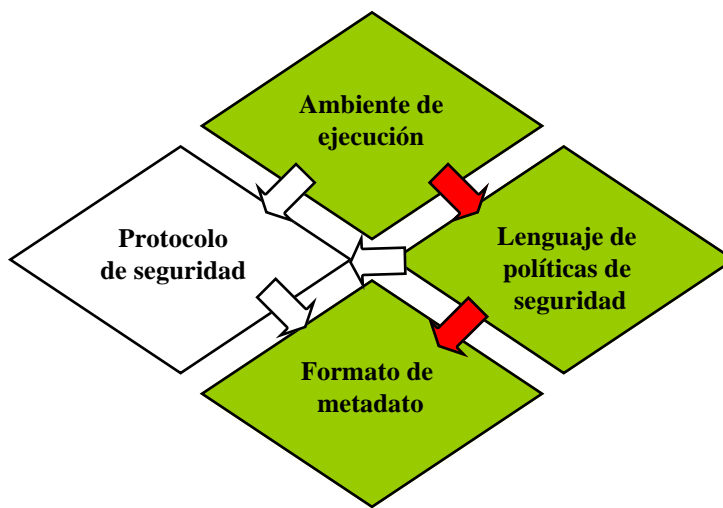 Ambiente de
ejecución
Protocolo
de seguridad
Lenguaje de
políticas de
seguridad
Formato de
metadato